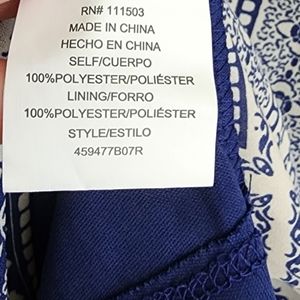 RN# 111503
MADE IN CHINA
HECHO EN CHINA
SELF/CUERPO
100%POLYESTER/POLIÉSTER
LINING/FORRO
100%POLYESTER/POLIÉSTER
STYLE/ESTILO
459477B07R